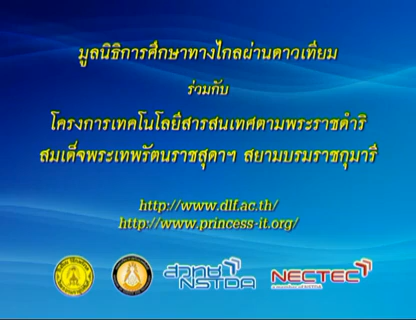 มูลนิธิการศึกษาทางไกลผ่านดาวเทียม
ร่วมกับ
โครงการเทคโนโลยีสารสนเทศตามพระราชดำริ
สมเด็จพระเทพรัตนราชสุดาฯ สยามบรมราชกุมารี
http://www.dlf.ac.th/
http://www.princess-it.org/
สวทช
NSTDA
NECTEC
a member of NSTDA